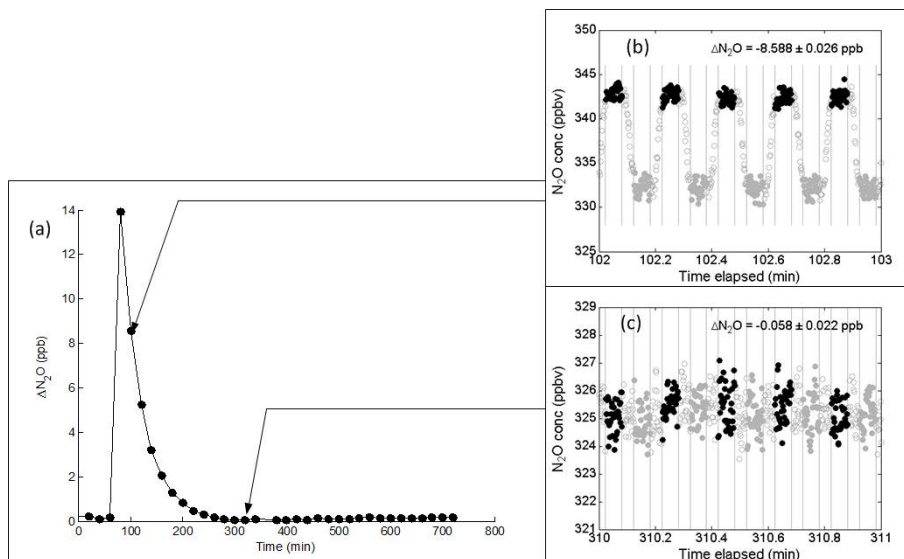 (a)
14
12
10
8
6
4
2
0
ΔN₂O (ppb)
0 100 200 300 400 500 600 700 800
Time (min)
(b)
ΔN₂O = -8.588 ± 0.026 ppb
350
345
340
335
330
325
N₂O conc (ppbv)
102 102.2 102.4 102.6 102.8 103
Time elapsed (min)
(c)
ΔN₂O = -0.058 ± 0.022 ppb
329
328
327
326
325
324
323
322
321
N₂O conc (ppbv)
310 310.2 310.4 310.6 310.8 311
Time elapsed (min)